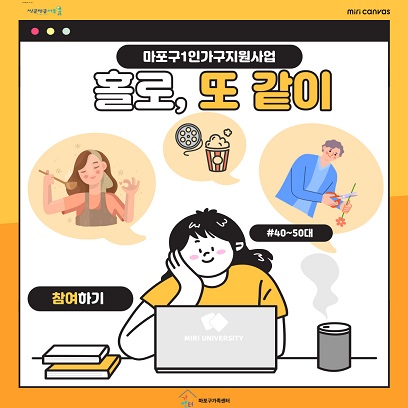 miri canvas
마포구1인가구지원사업
홀로, 또 같이
#40~50대
참여하기
MIRI UNIVERSITY
마포구가족센터